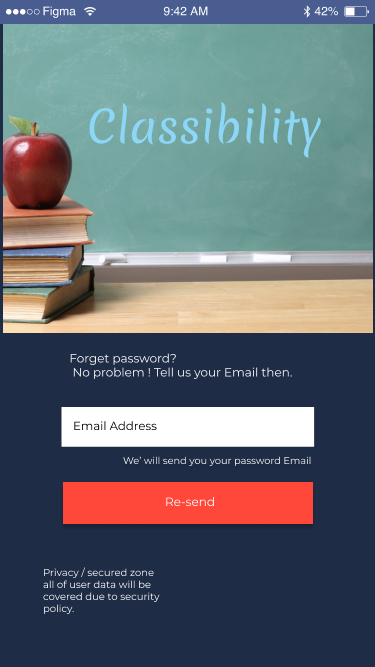 Figma 9:42 AM 42%
Classibility
Forget password?
No problem ! Tell us your Email then.
Email Address
We' will send you your password Email
Re-send
Privacy / secured zone
all of user data will be
covered due to security
policy.